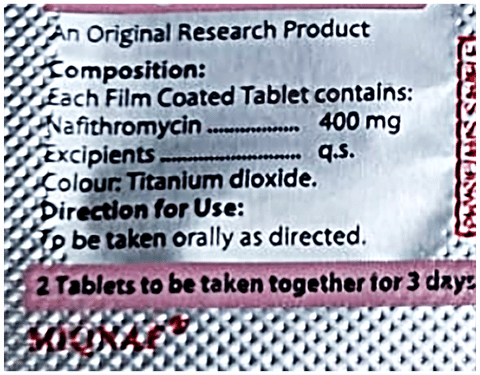 An Original Research Product
Composition:
Each Film Coated Tablet contains:
Nafithromycin .................. 400 mg
Excipients ........................... q.s.
Colour: Titanium dioxide.
Direction for Use:
To be taken orally as directed.
2 Tablets to be taken together for 3 days
MIQNAF®